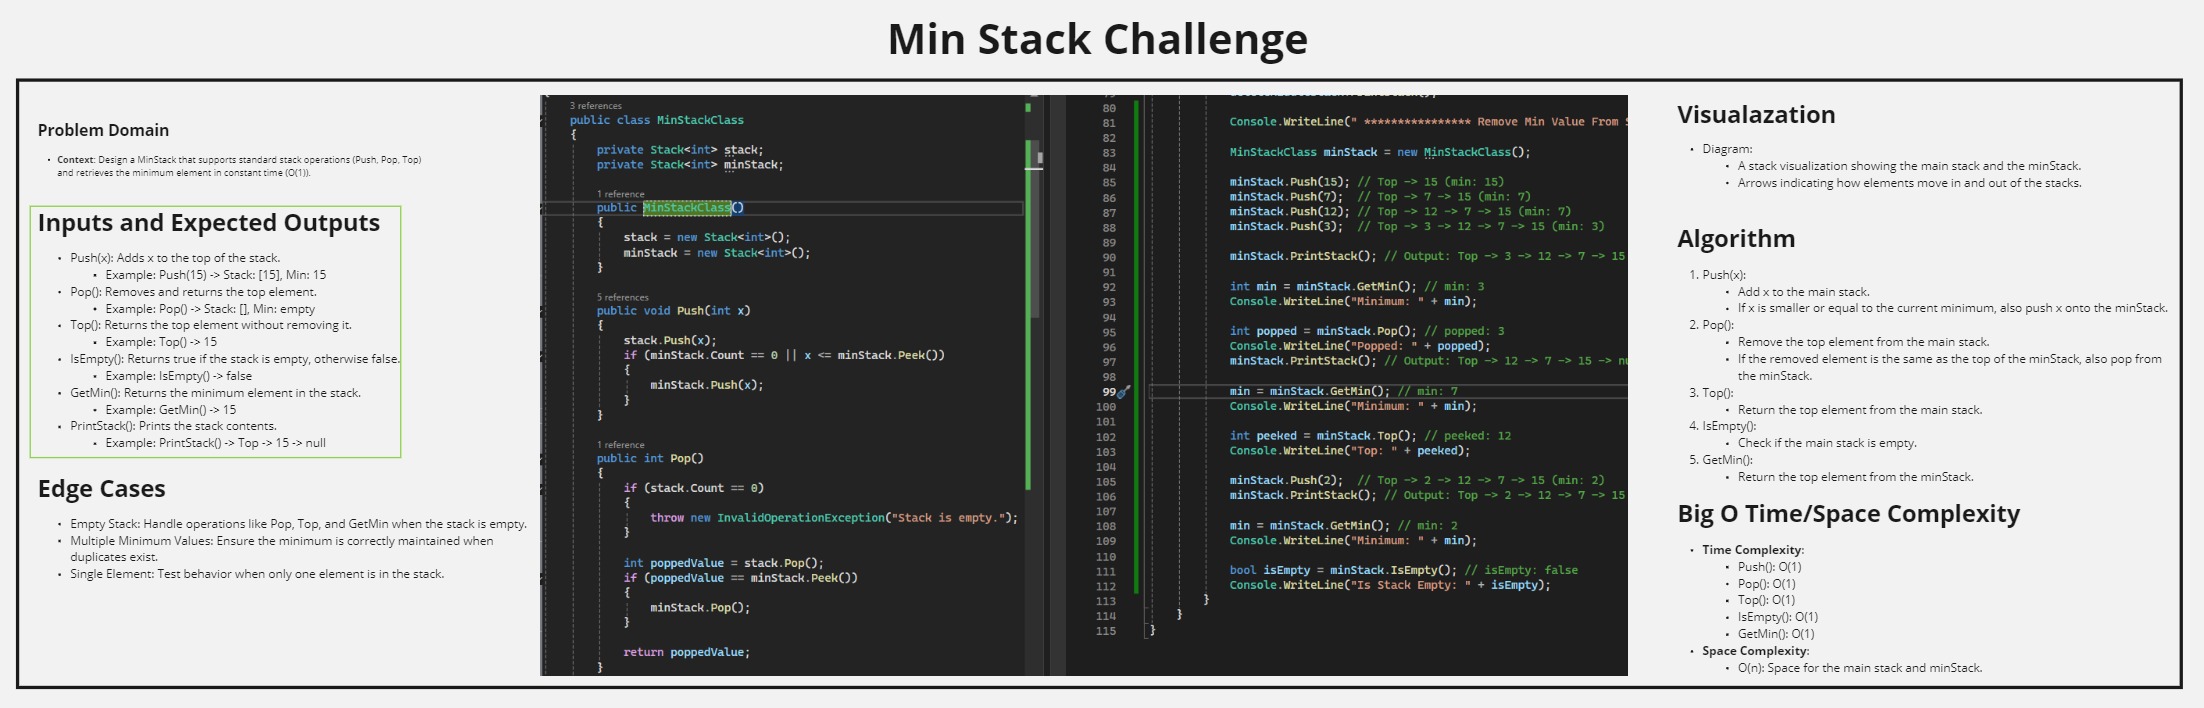 Min Stack Challenge
Problem Domain
• Context: Design a MinStack that supports standard stack operations (Push, Pop, Top)
and retrieves the minimum element in constant time (O(1)).
Inputs and Expected Outputs
• Push(x): Adds x to the top of the stack.
▪ Example: Push(15) -> Stack: [15], Min: 15
• Pop(): Removes and returns the top element.
▪ Example: Pop() -> Stack: [], Min: empty
• Top(): Returns the top element without removing it.
▪ Example: Top() -> 15
• IsEmpty(): Returns true if the stack is empty, otherwise false.
▪ Example: IsEmpty() -> false
• GetMin(): Returns the minimum element in the stack.
▪ Example: GetMin() -> 15
• PrintStack(): Prints the stack contents.
▪ Example: PrintStack() -> Top -> 15 -> null
Edge Cases
• Empty Stack: Handle operations like Pop, Top, and GetMin when the stack is empty.
• Multiple Minimum Values: Ensure the minimum is correctly maintained when
duplicates exist.
• Single Element: Test behavior when only one element is in the stack.
3 references
public class MinStackClass
{
private Stack<int> stack;
private Stack<int> minStack;
1 reference
public MinStackClass()
{
stack = new Stack<int>();
minStack = new Stack<int>();
}
5 references
public void Push(int x)
{
stack.Push(x);
if (minStack.Count == 0 || x <= minStack.Peek())
{
minStack.Push(x);
}
}
1 reference
public int Pop()
{
if (stack.Count == 0)
{
throw new InvalidOperationException("Stack is empty.");
}
int poppedValue = stack.Pop();
if (poppedValue == minStack.Peek())
{
minStack.Pop();
}
return poppedValue;
}
80
81 Console.WriteLine(" **************** Remove Min Value From
82
83 MinStackClass minStack = new MinStackClass();
84
85 minStack.Push(15); // Top -> 15 (min: 15)
86 minStack.Push(7); // Top -> 7 -> 15 (min: 7)
87 minStack.Push(12); // Top -> 12 -> 7 -> 15 (min: 7)
88 minStack.Push(3); // Top -> 3 -> 12 -> 7 -> 15 (min: 3)
89
90 minStack.PrintStack(); // Output: Top -> 3 -> 12 -> 7 -> 15
91
92 int min = minStack.GetMin(); // min: 3
93 Console.WriteLine("Minimum: " + min);
94
95 int popped = minStack.Pop(); // popped: 3
96 Console.WriteLine("Popped: " + popped);
97 minStack.PrintStack(); // Output: Top -> 12 -> 7 -> 15 ->
98
99 min = minStack.GetMin(); // min: 7
100 Console.WriteLine("Minimum: " + min);
101
102 int peeked = minStack.Top(); // peeked: 12
103 Console.WriteLine("Top: " + peeked);
104
105 minStack.Push(2); // Top -> 2 -> 12 -> 7 -> 15 (min: 2)
106 minStack.PrintStack(); // Output: Top -> 2 -> 12 -> 7 -> 15
107
108 min = minStack.GetMin(); // min: 2
109 Console.WriteLine("Minimum: " + min);
110
111 bool isEmpty = minStack.IsEmpty(); // isEmpty: false
112 Console.WriteLine("Is Stack Empty: " + isEmpty);
113 }
114 }
115 }
Visualazation
• Diagram:
▪ A stack visualization showing the main stack and the minStack.
▪ Arrows indicating how elements move in and out of the stacks.
Algorithm
1. Push(x):
▪ Add x to the main stack.
▪ If x is smaller or equal to the current minimum, also push x onto the minStack.
2. Pop():
▪ Remove the top element from the main stack.
▪ If the removed element is the same as the top of the minStack, also pop from
the minStack.
3. Top():
▪ Return the top element from the main stack.
4. IsEmpty():
▪ Check if the main stack is empty.
5. GetMin():
▪ Return the top element from the minStack.
Big O Time/Space Complexity
• Time Complexity:
▪ Push(): O(1)
▪ Pop(): O(1)
▪ Top(): O(1)
▪ IsEmpty(): O(1)
▪ GetMin(): O(1)
• Space Complexity:
▪ O(n): Space for the main stack and minStack.